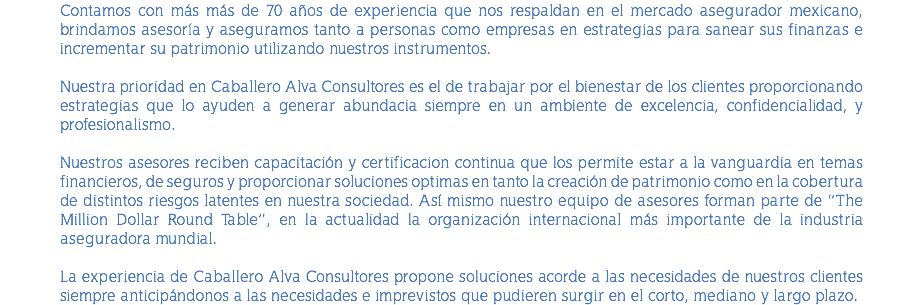 Contamos con más más de 70 años de experiencia que nos respaldan en el mercado asegurador mexicano,
brindamos asesoría y aseguramos tanto a personas como empresas en estrategias para sanear sus finanzas e
incrementar su patrimonio utilizando nuestros instrumentos.
Nuestra prioridad en Caballero Alva Consultores es el de trabajar por el bienestar de los clientes proporcionando
estrategias que lo ayuden a generar abundacia siempre en un ambiente de excelencia, confidencialidad, y
profesionalismo.
Nuestros asesores reciben capacitación y certificacion continua que los permite estar a la vanguardia en temas
financieros, de seguros y proporcionar soluciones optimas en tanto la creación de patrimonio como en la cobertura
de distintos riesgos latentes en nuestra sociedad. Así mismo nuestro equipo de asesores forman parte de "The
Million Dollar Round Table", en la actualidad la organización internacional más importante de la industria
aseguradora mundial.
La experiencia de Caballero Alva Consultores propone soluciones acorde a las necesidades de nuestros clientes
siempre anticipándonos a las necesidades e imprevistos que pudieren surgir en el corto, mediano y largo plazo.